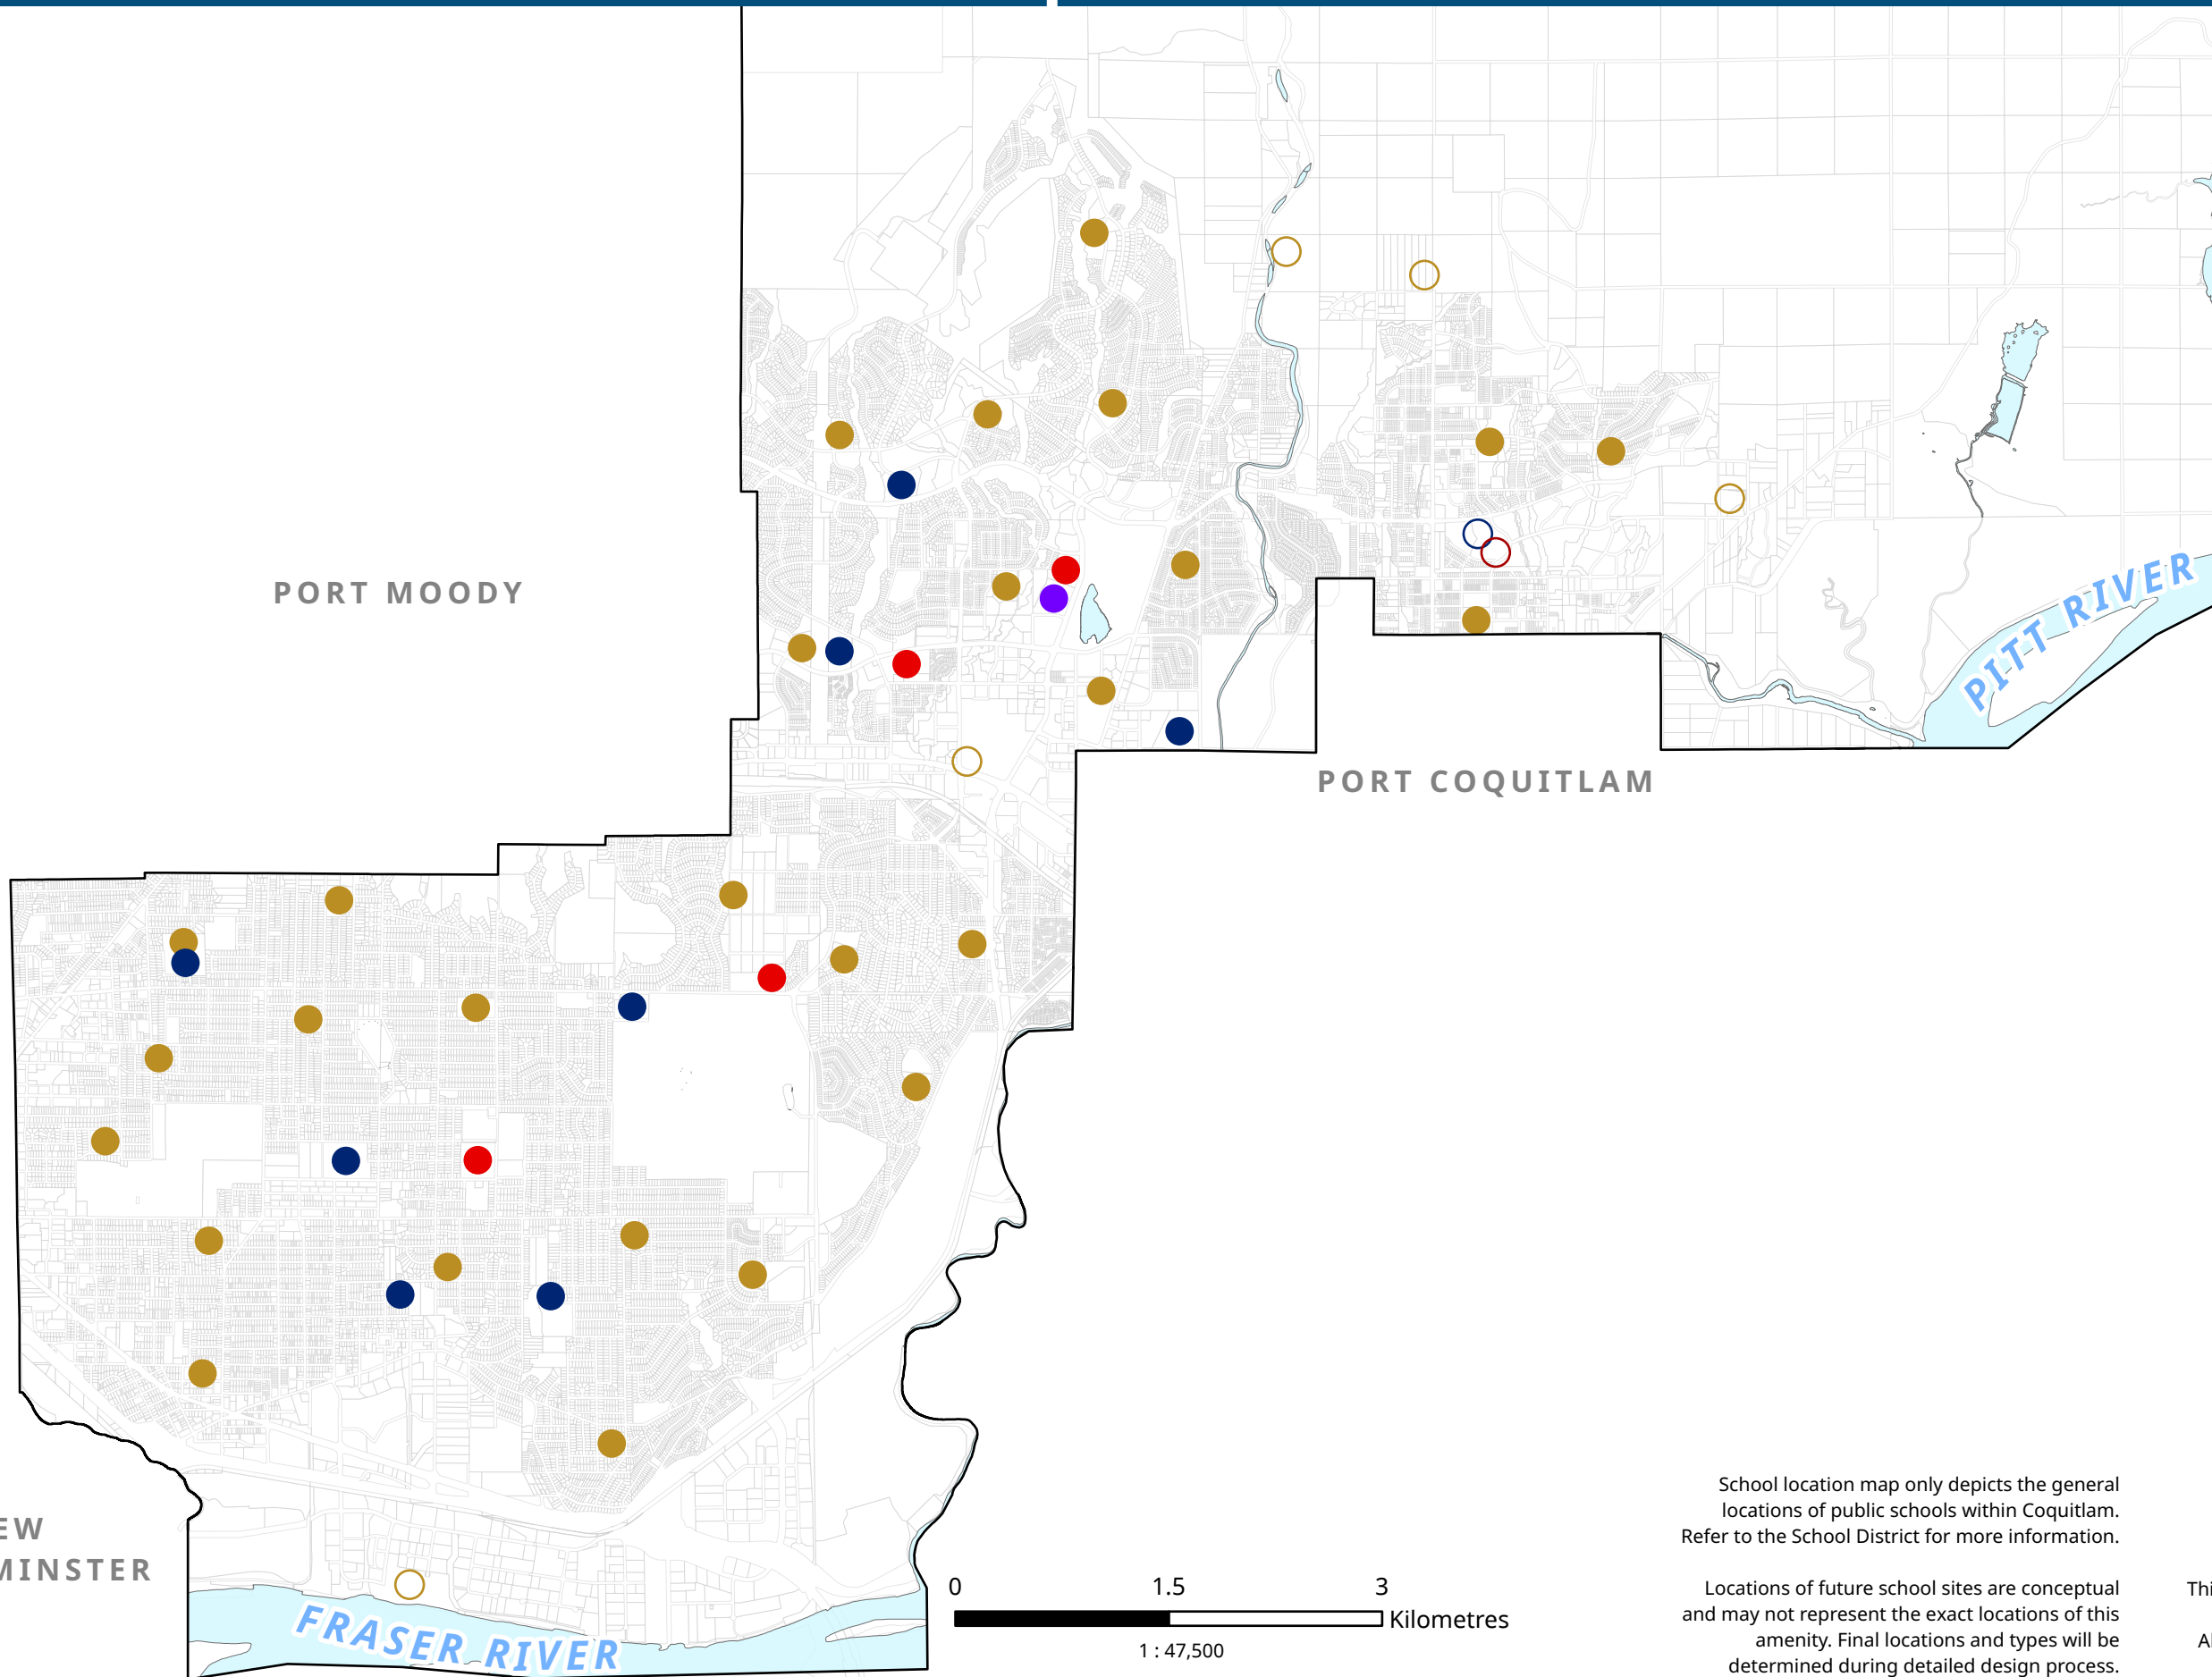 PORT MOODY
PITT RIVER
PORT COQUITLAM
School location map only depicts the general
locations of public schools within Coquitlam.
Refer to the School District for more information.
EW
MINSTER
Locations of future school sites are conceptual
and may not represent the exact locations of this
amenity. Final locations and types will be
determined during detailed design process.
0 1.5 3
Kilometres
1 : 47,500
FRASER RIVER